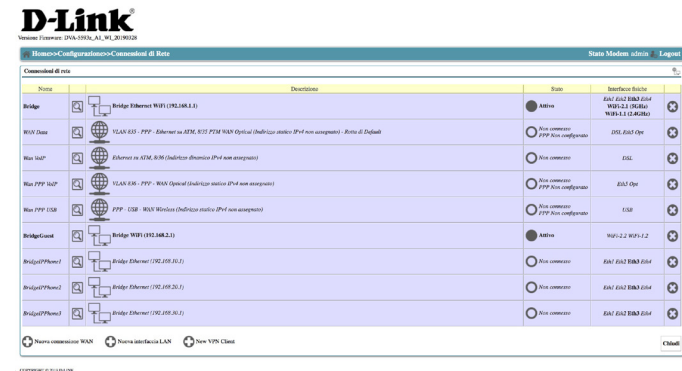 D-Link®
Versione Firmware: DVA-5593x_A1_WI_20190328
Home>>Configurazione>>Connessioni di Rete
Stato Modem admin Logout
Connessioni di rete
Nome Descrizione Stato Interfacce fisiche
Bridge Bridge Ethernet WiFi (192.168.1.1) Attivo Eth1 Eth2 Eth3 Eth4
WiFi-2.1 (5GHz)
WiFi-1.1 (2.4GHz)
WAN Data VLAN 835 - PPP - Ethernet su ATM, 8/35 PTM WAN Optical (Indirizzo statico IPv4 non assegnato) - Rotta di Default Non connesso
PPP Non configurato DSL Eth5 Opt
Wan VoIP Ethernet su ATM, 8/36 (Indirizzo dinamico IPv4 non assegnato) Non connesso DSL
Wan PPP VoIP VLAN 836 - PPP - WAN Optical (Indirizzo statico IPv4 non assegnato) Non connesso
PPP Non configurato Eth5 Opt
Wan PPP USB PPP - USB - WAN Wireless (Indirizzo statico IPv4 non assegnato) Non connesso
PPP Non configurato USB
BridgeGuest Bridge WiFi (192.168.2.1) Attivo WiFi-2.2 WiFi-1.2
BridgeIPPhone1 Bridge Ethernet (192.168.10.1) Non connesso Eth1 Eth2 Eth3 Eth4
BridgeIPPhone2 Bridge Ethernet (192.168.20.1) Non connesso Eth1 Eth2 Eth3 Eth4
BridgeIPPhone3 Bridge Ethernet (192.168.30.1) Non connesso Eth1 Eth2 Eth3 Eth4
Nuova connessione WAN Nuova interfaccia LAN New VPN Client
Chiudi